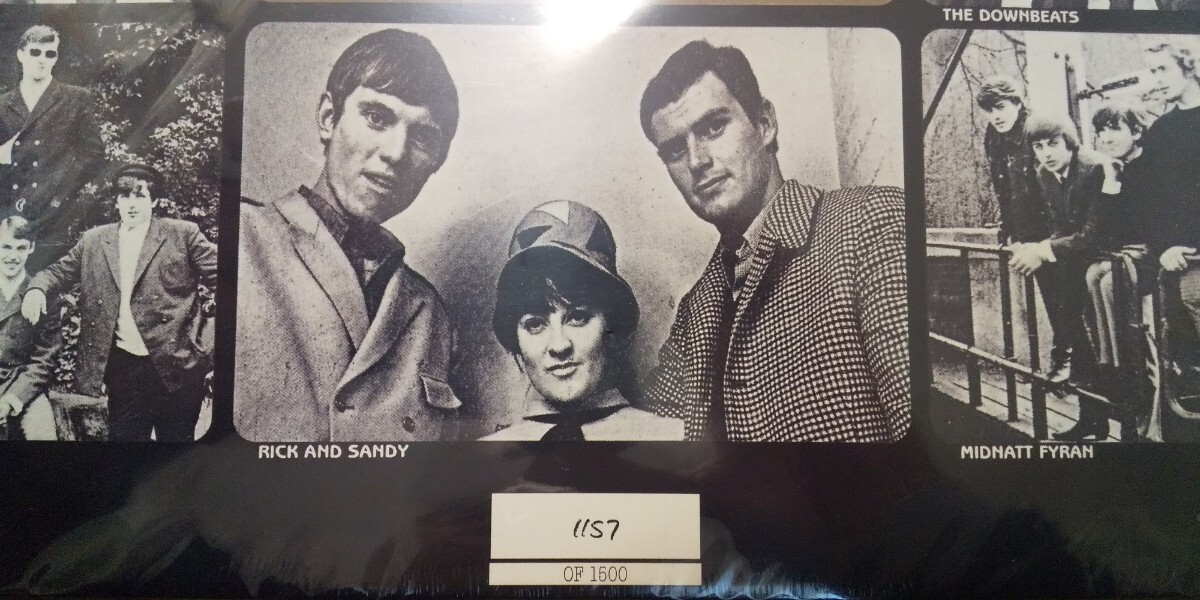 THE DOWNBEATS
RICK AND SANDY
MIDNATT FYRAN
1157
OF 1500